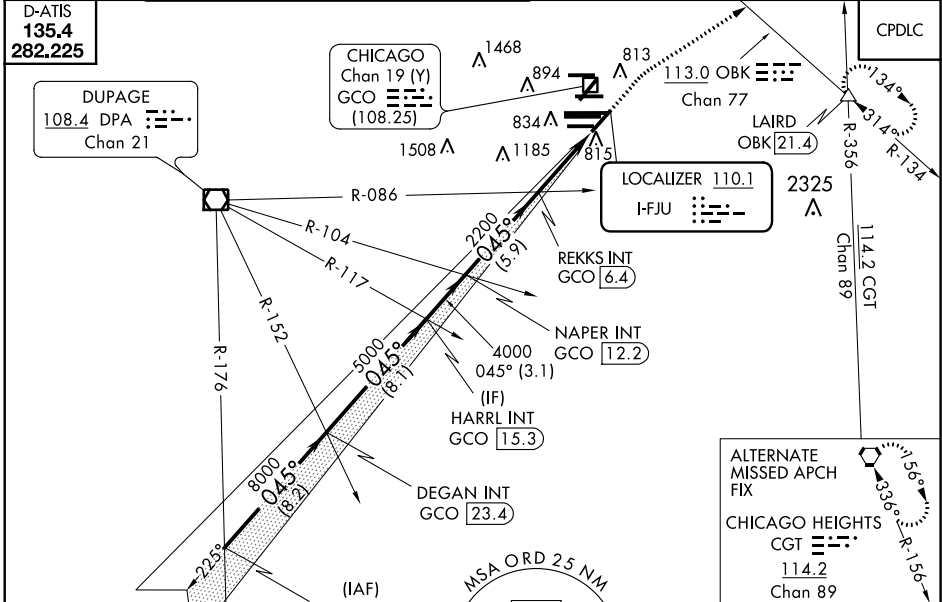 D-ATIS
135.4
282.225
CPDLC
CHICAGO
Chan 19 (Y)
GCO
(108.25)
1468
894
813
834
815
1508
1185
113.0 OBK
Chan 77
134°
314°
R-134
LAIRD
OBK 21.4
R-356
DUPAGE
108.4 DPA
Chan 21
LOCALIZER 110.1
I-FJU
2325
114.2 CGT
Chan 89
R-086
R-104
R-117
R-152
R-176
2200
045°
(5.9)
REKKS INT
GCO 6.4
NAPER INT
GCO 12.2
4000
045° (3.1)
5000
045°
(8.1)
(IF)
HARRL INT
GCO 15.3
8000
045°
(8.2)
DEGAN INT
GCO 23.4
225°
(IAF)
MSA ORD 25 NM
ALTERNATE
MISSED APCH
FIX
CHICAGO HEIGHTS
CGT
114.2
Chan 89
156°
336°
R-156